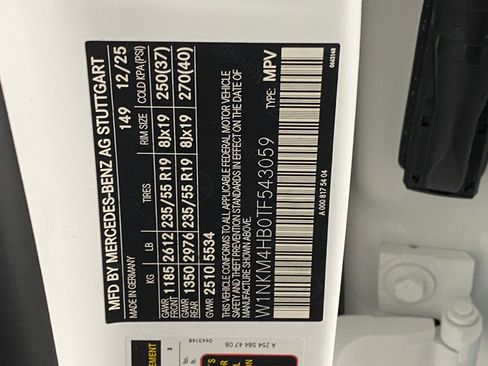 MFD BY MERCEDES-BENZ AG STUTTGART
MADE IN GERMANY 149 12/25
KG LB TIRES RIM SIZE COLD KPA (PSI)
GAWR FRONT 1185 2612 235/55 R19 8Jx19 250(37)
GAWR REAR 1350 2976 235/55 R19 8Jx19 270(40)
GVWR 2510 5534
THIS VEHICLE CONFORMS TO ALL APPLICABLE FEDERAL MOTOR VEHICLE
SAFETY AND THEFT PREVENTION STANDARDS IN EFFECT ON THE DATE OF
MANUFACTURE SHOWN ABOVE.
TYPE: MPV
W1NKM4HB0TF543059
A 000 817 54 04
0663148
A 254 584 47 08
0663148